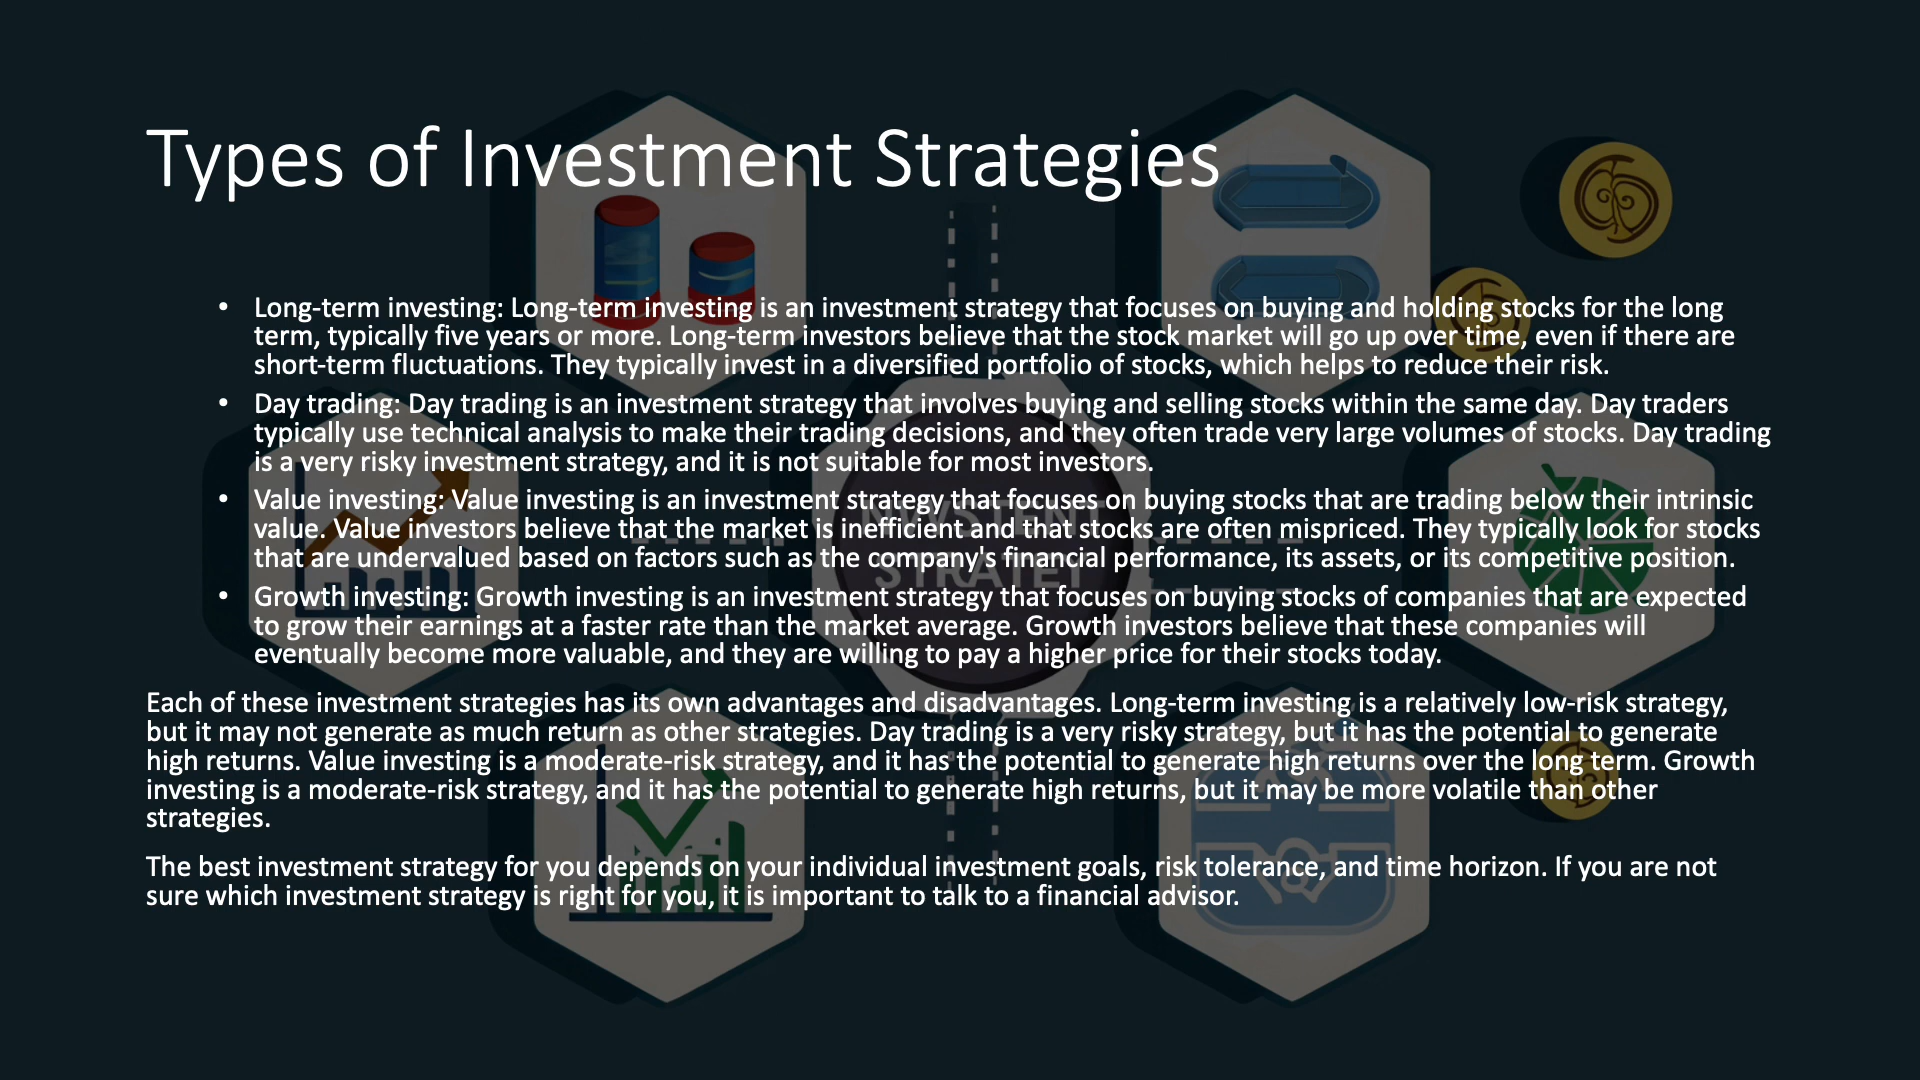 Types of Investment Strategies
• Long-term investing: Long-term investing is an investment strategy that focuses on buying and holding stocks for the long
term, typically five years or more. Long-term investors believe that the stock market will go up over time, even if there are
short-term fluctuations. They typically invest in a diversified portfolio of stocks, which helps to reduce their risk.
• Day trading: Day trading is an investment strategy that involves buying and selling stocks within the same day. Day traders
typically use technical analysis to make their trading decisions, and they often trade very large volumes of stocks. Day trading
is a very risky investment strategy, and it is not suitable for most investors.
• Value investing: Value investing is an investment strategy that focuses on buying stocks that are trading below their intrinsic
value. Value investors believe that the market is inefficient and that stocks are often mispriced. They typically look for stocks
that are undervalued based on factors such as the company's financial performance, its assets, or its competitive position.
• Growth investing: Growth investing is an investment strategy that focuses on buying stocks of companies that are expected
to grow their earnings at a faster rate than the market average. Growth investors believe that these companies will
eventually become more valuable, and they are willing to pay a higher price for their stocks today.
Each of these investment strategies has its own advantages and disadvantages. Long-term investing is a relatively low-risk strategy,
but it may not generate as much return as other strategies. Day trading is a very risky strategy, but it has the potential to generate
high returns. Value investing is a moderate-risk strategy, and it has the potential to generate high returns over the long term. Growth
investing is a moderate-risk strategy, and it has the potential to generate high returns, but it may be more volatile than other
strategies.
The best investment strategy for you depends on your individual investment goals, risk tolerance, and time horizon. If you are not
sure which investment strategy is right for you, it is important to talk to a financial advisor.